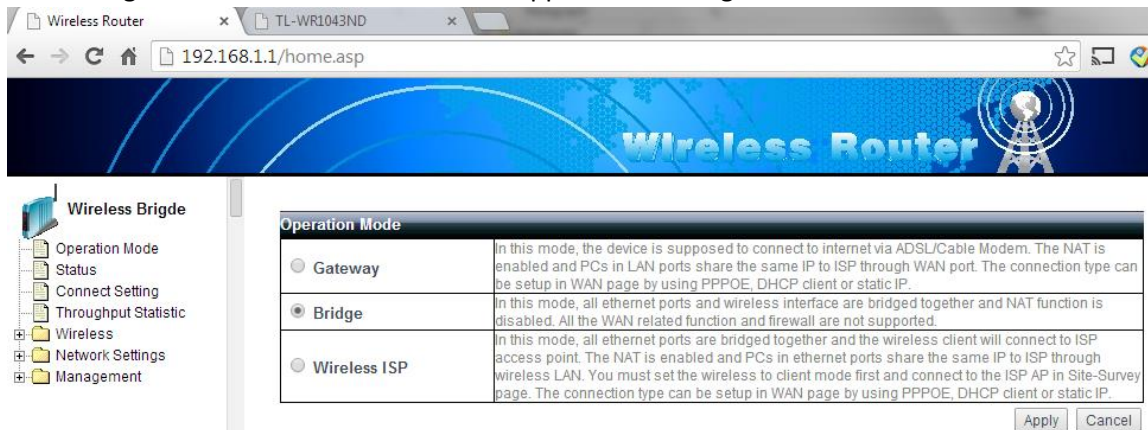 Wireless Router
TL-WR1043ND
192.168.1.1/home.asp
Wireless Router
Wireless Brigde
Operation Mode
Status
Connect Setting
Throughput Statistic
Wireless
Network Settings
Management
Operation Mode
Gateway
In this mode, the device is supposed to connect to internet via ADSL/Cable Modem. The NAT is
enabled and PCs in LAN ports share the same IP to ISP through WAN port. The connection type can
be setup in WAN page by using PPPOE, DHCP client or static IP.
Bridge
In this mode, all ethernet ports and wireless interface are bridged together and NAT function is
disabled. All the WAN related function and firewall are not supported.
Wireless ISP
In this mode, all ethernet ports are bridged together and the wireless client will connect to ISP
access point. The NAT is enabled and PCs in ethernet ports share the same IP to ISP through
wireless LAN. You must set the wireless to client mode first and connect to the ISP AP in Site-Survey
page. The connection type can be setup in WAN page by using PPPOE, DHCP client or static IP.
Apply Cancel